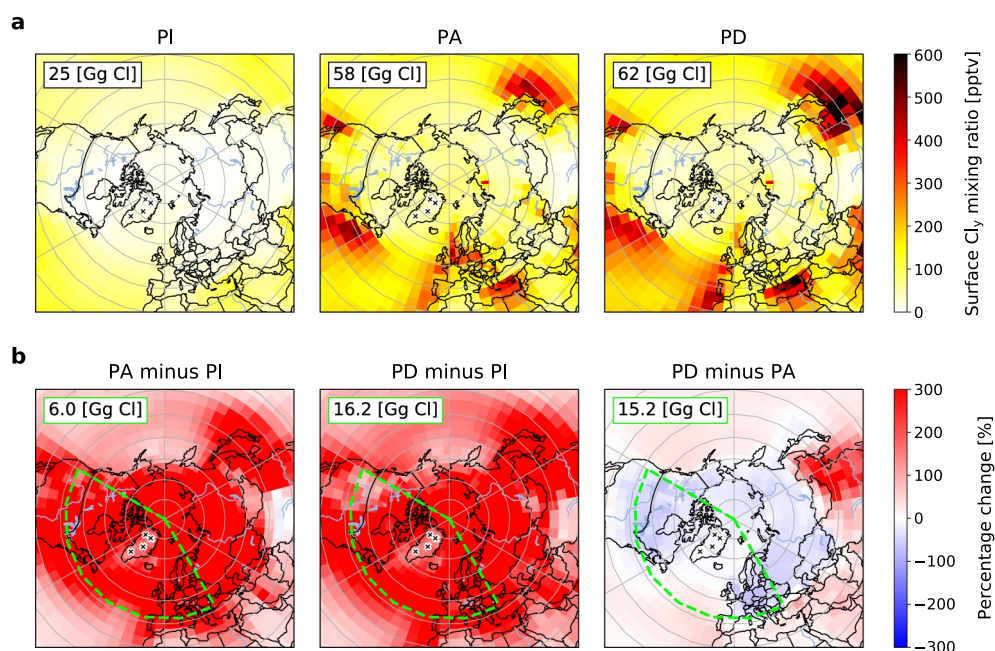 a
PI
PA
PD
25 [Gg Cl]
58 [Gg Cl]
62 [Gg Cl]
600
500
400
300
200
100
0
Surface Clᵧ mixing ratio [pptv]
b
PA minus PI
PD minus PI
PD minus PA
6.0 [Gg Cl]
16.2 [Gg Cl]
15.2 [Gg Cl]
300
200
100
0
−100
−200
−300
Percentage change [%]